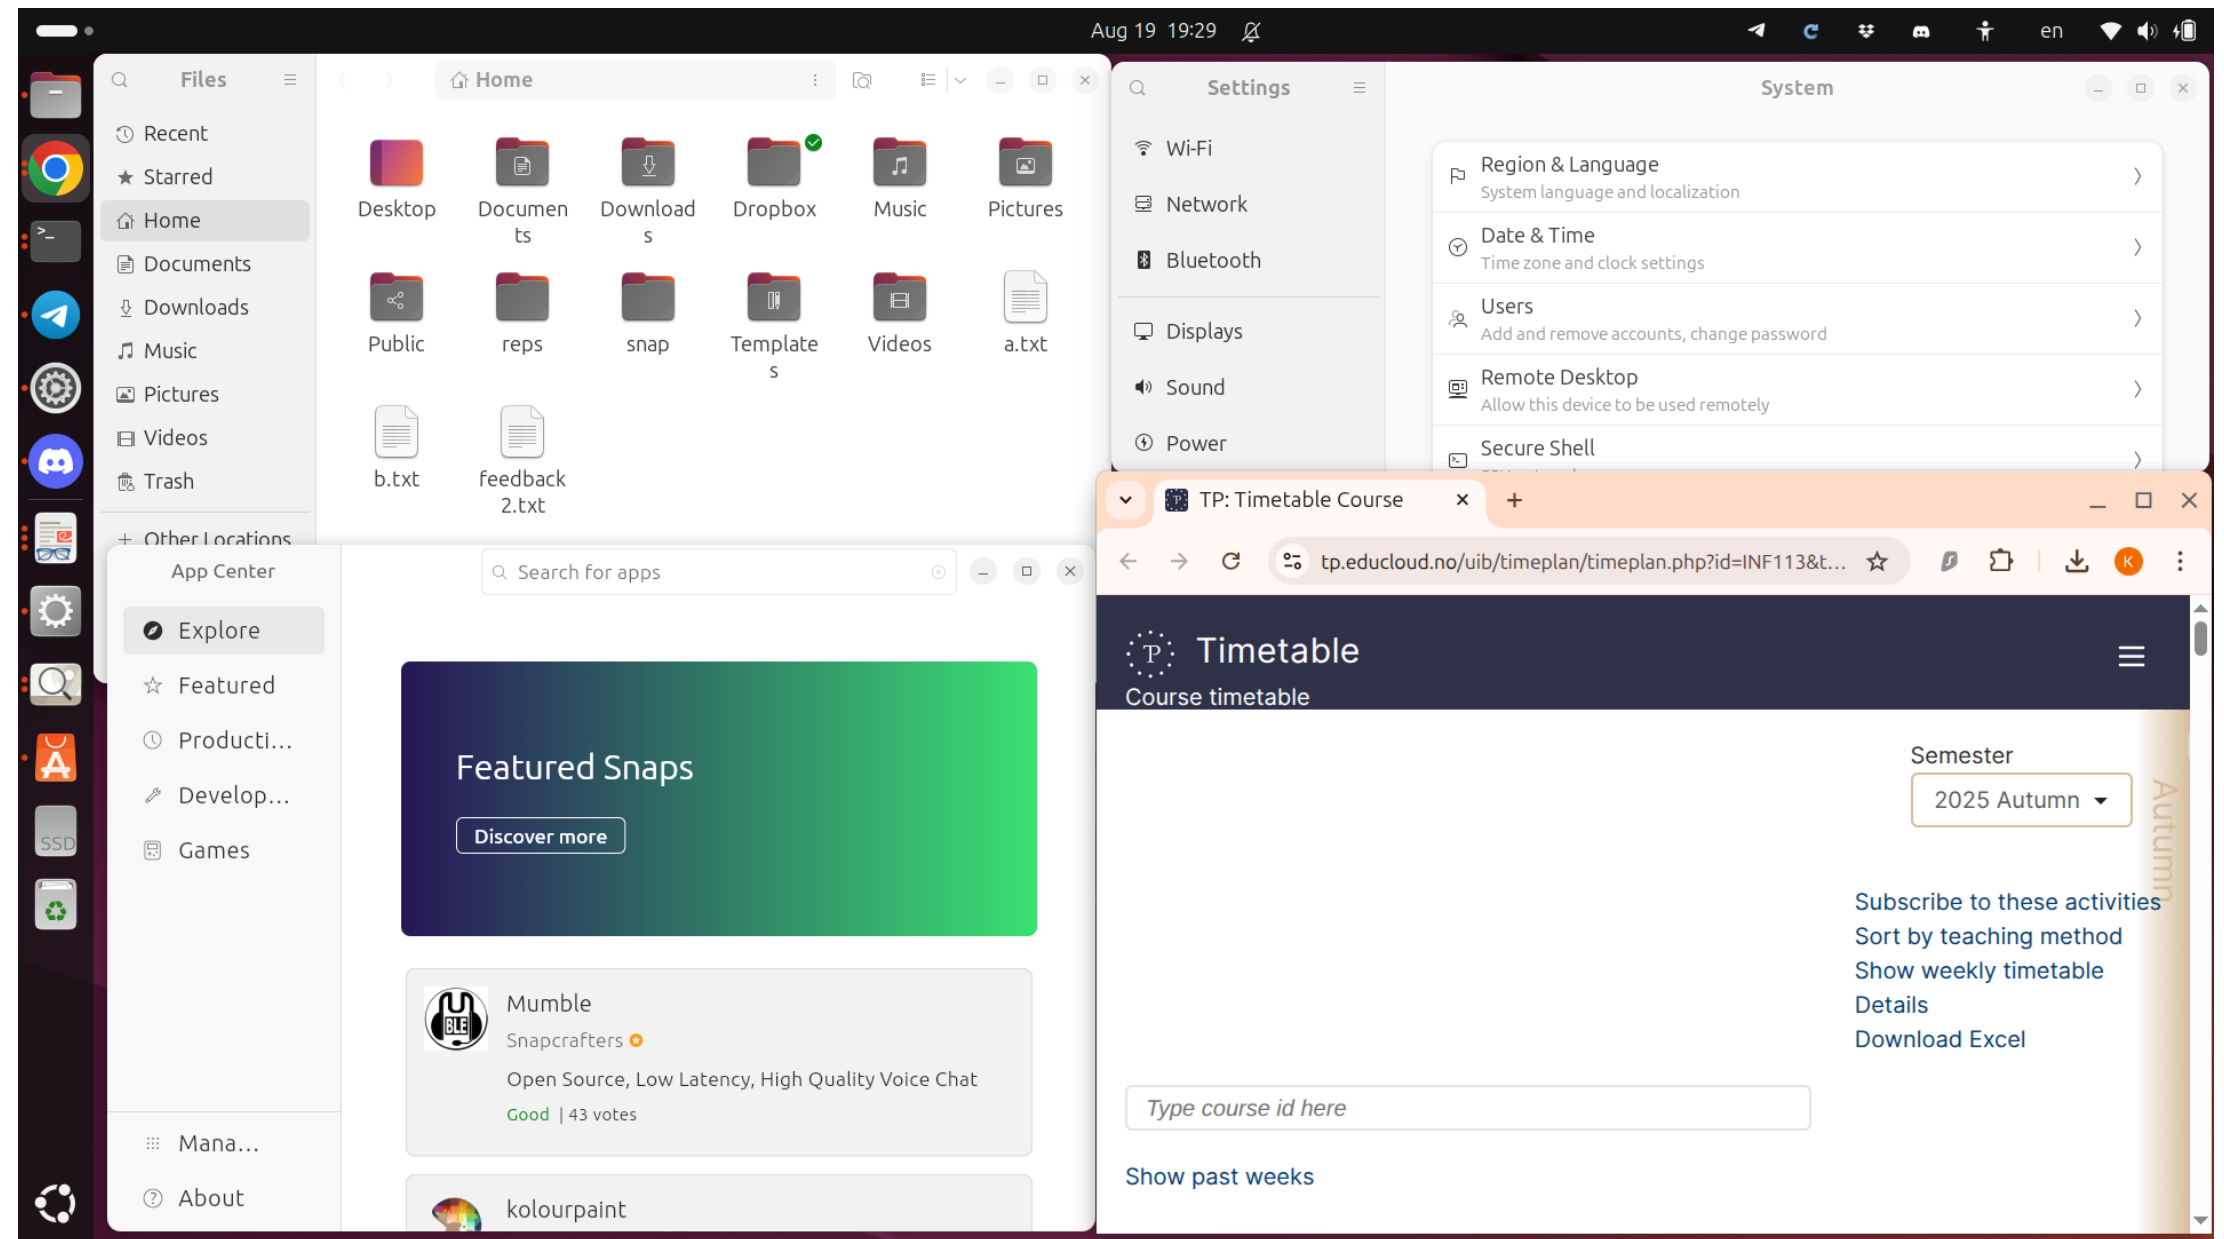 Aug 19 19:29
en
Files
Home
Recent
Starred
Home
Documents
Downloads
Music
Pictures
Videos
Trash
Other Locations
Desktop
Documen
ts
Download
s
Dropbox
Music
Pictures
Public
reps
snap
Template
s
Videos
a.txt
b.txt
feedback
2.txt
Settings
System
Wi-Fi
Network
Bluetooth
Displays
Sound
Power
Region & Language
System language and localization
Date & Time
Time zone and clock settings
Users
Add and remove accounts, change password
Remote Desktop
Allow this device to be used remotely
Secure Shell
SSD
App Center
Search for apps
Explore
Featured
Producti...
Develop...
Games
Mana...
About
Featured Snaps
Discover more
Mumble
Snapcrafters
Open Source, Low Latency, High Quality Voice Chat
Good | 43 votes
kolourpaint
TP: Timetable Course
tp.educloud.no/uib/timeplan/timeplan.php?id=INF113&t...
K
TP Timetable
Course timetable
Semester
2025 Autumn
Autumn
Subscribe to these activities
Sort by teaching method
Show weekly timetable
Details
Download Excel
Type course id here
Show past weeks